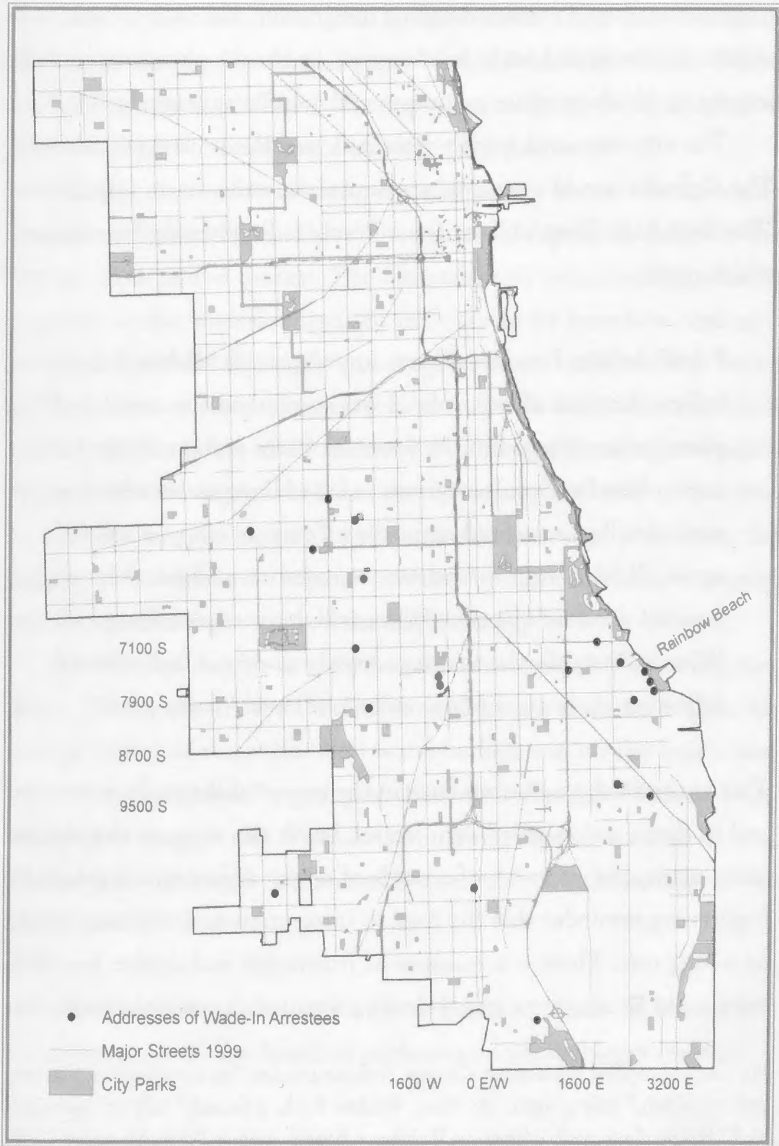 Rainbow Beach
7100 S
7900 S
8700 S
9500 S
Addresses of Wade-In Arrestees
Major Streets 1999
City Parks
1600 W
0 E/W
1600 E
3200 E